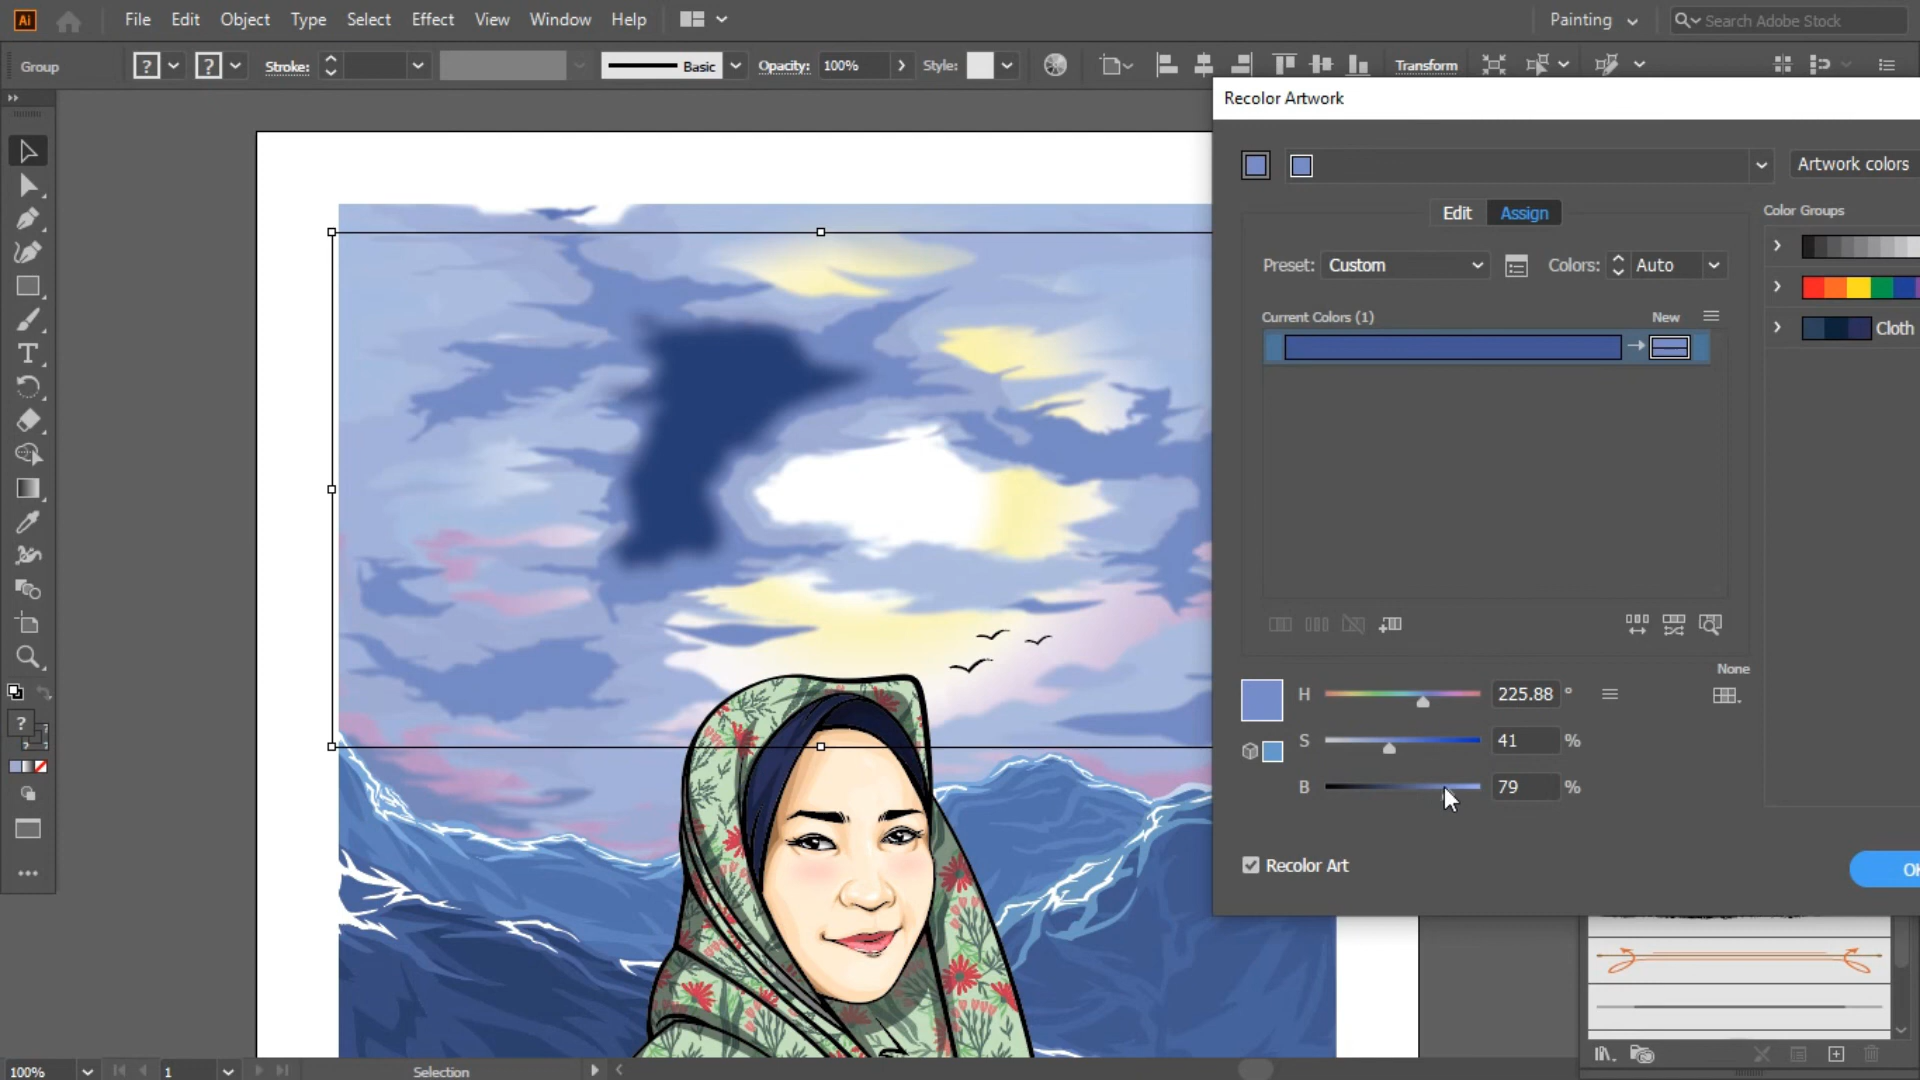 Ai File Edit Object Type Select Effect View Window Help Painting Search Adobe Stock
Group ? ? Stroke: Basic Opacity: 100% Style: Transform
Recolor Artwork
Artwork colors
Edit Assign
Color Groups
Preset: Custom Colors: Auto
Current Colors (1) New
Cloth
None
H 225.88 °
S 41 %
B 79 %
Recolor Art
T
?
100% 1 Selection